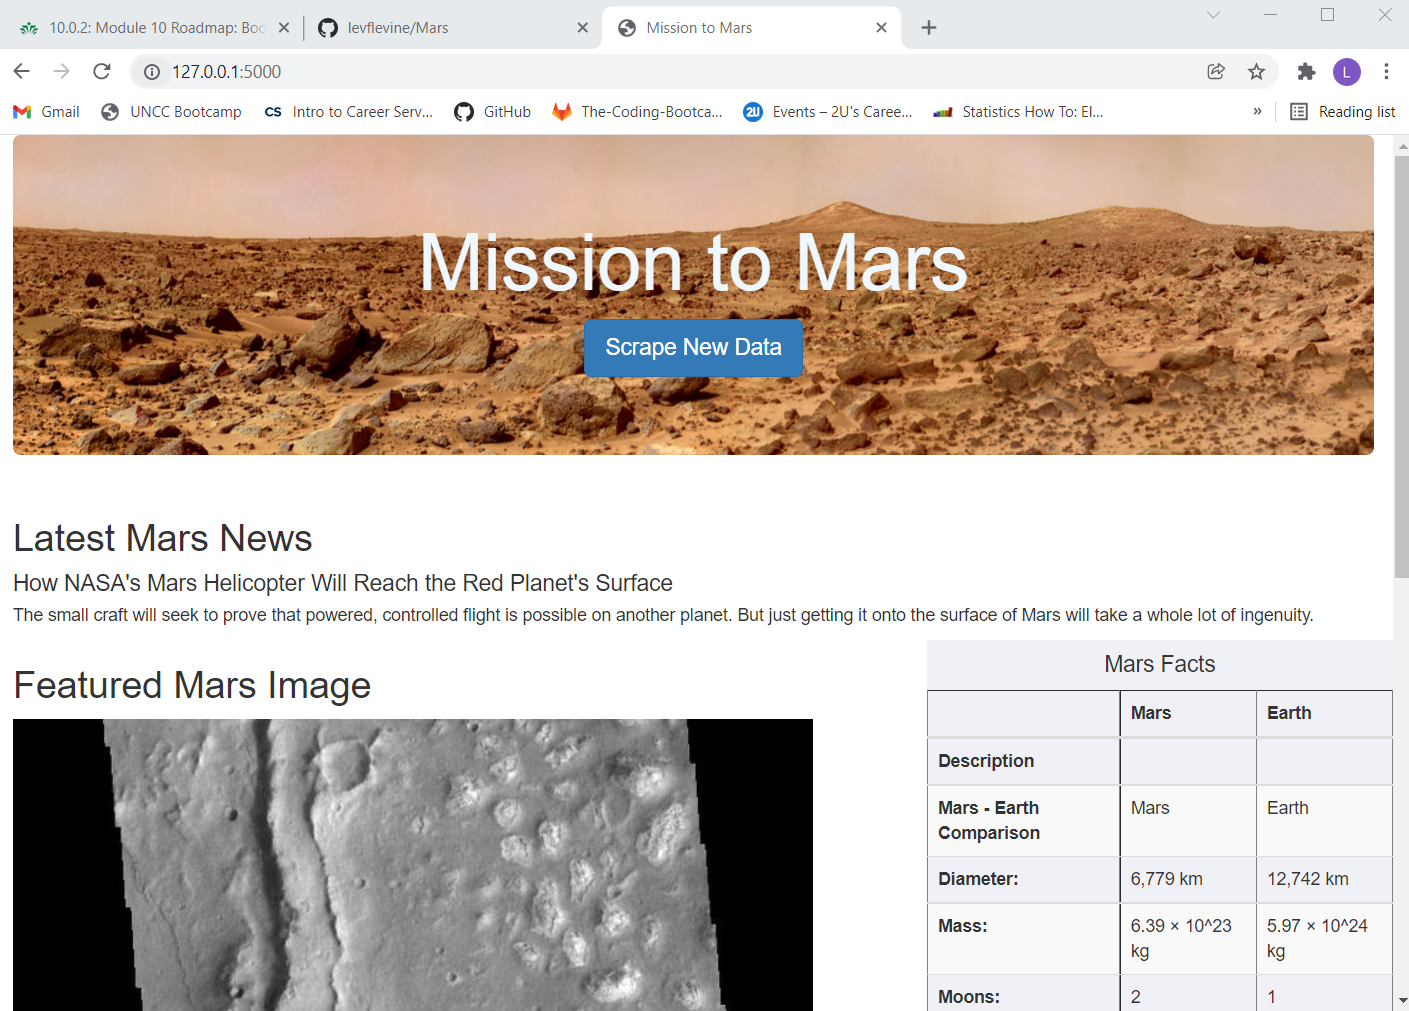 10.0.2: Module 10 Roadmap: Boo
levflevine/Mars
Mission to Mars
127.0.0.1:5000
L
Gmail
UNCC Bootcamp
CS Intro to Career Serv...
GitHub
The-Coding-Bootca...
2U Events – 2U's Caree...
Statistics How To: El...
»
Reading list
Mission to Mars
Scrape New Data
Latest Mars News
How NASA's Mars Helicopter Will Reach the Red Planet's Surface
The small craft will seek to prove that powered, controlled flight is possible on another planet. But just getting it onto the surface of Mars will take a whole lot of ingenuity.
Featured Mars Image
Mars Facts
Mars Earth
Description
Mars - Earth
Comparison Mars Earth
Diameter: 6,779 km 12,742 km
Mass: 6.39 × 10^23 5.97 × 10^24
kg kg
Moons: 2 1